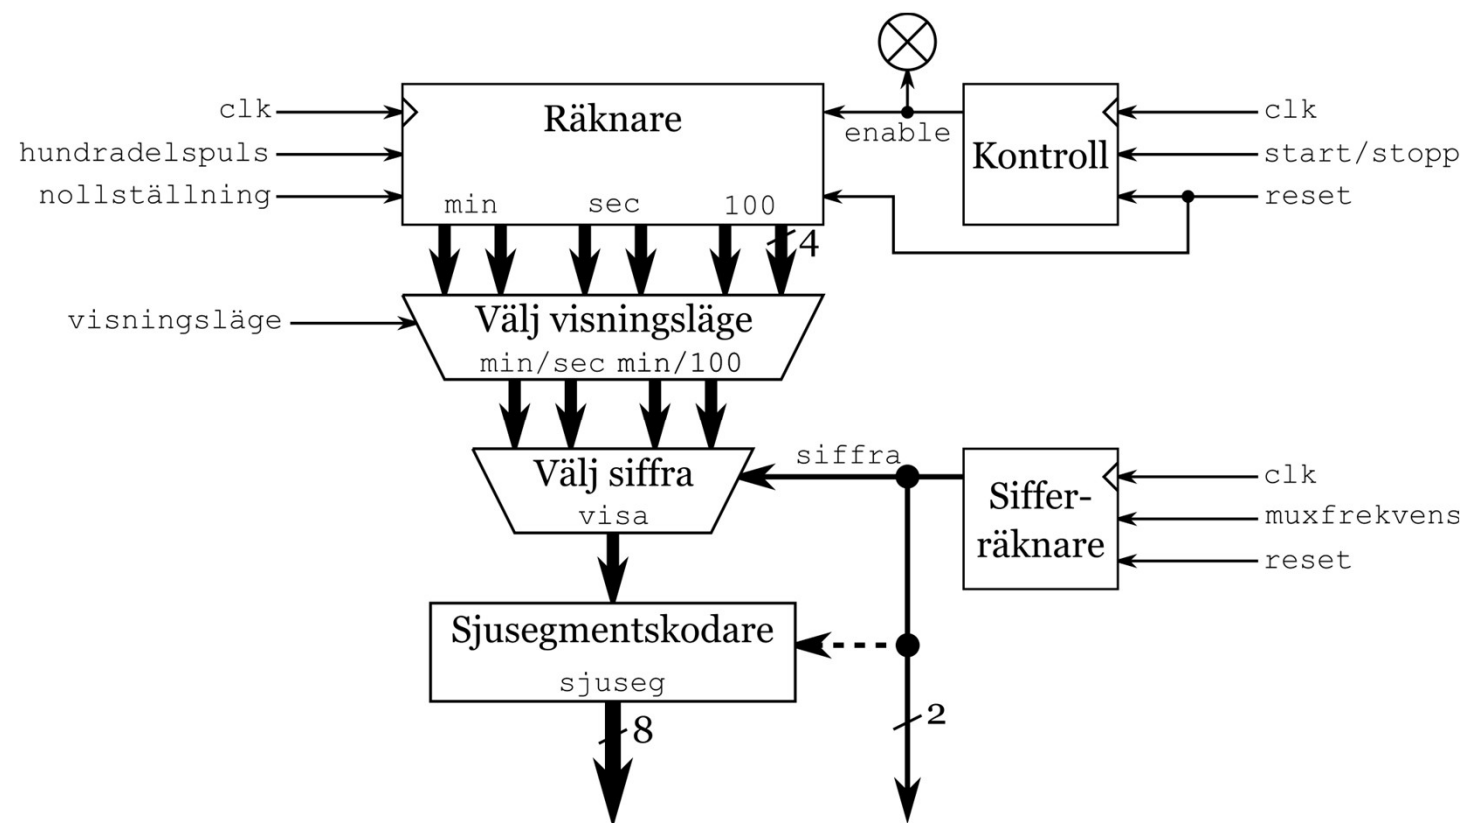 clk
hundradelspuls
nollställning
Räknare
min sec 100
4
enable
Kontroll
clk
start/stopp
reset
visningsläge
Välj visningsläge
min/sec min/100
Välj siffra
visa
siffra
Siffer-
räknare
clk
muxfrekvens
reset
Sjusegmentskodare
sjuseg
8
2